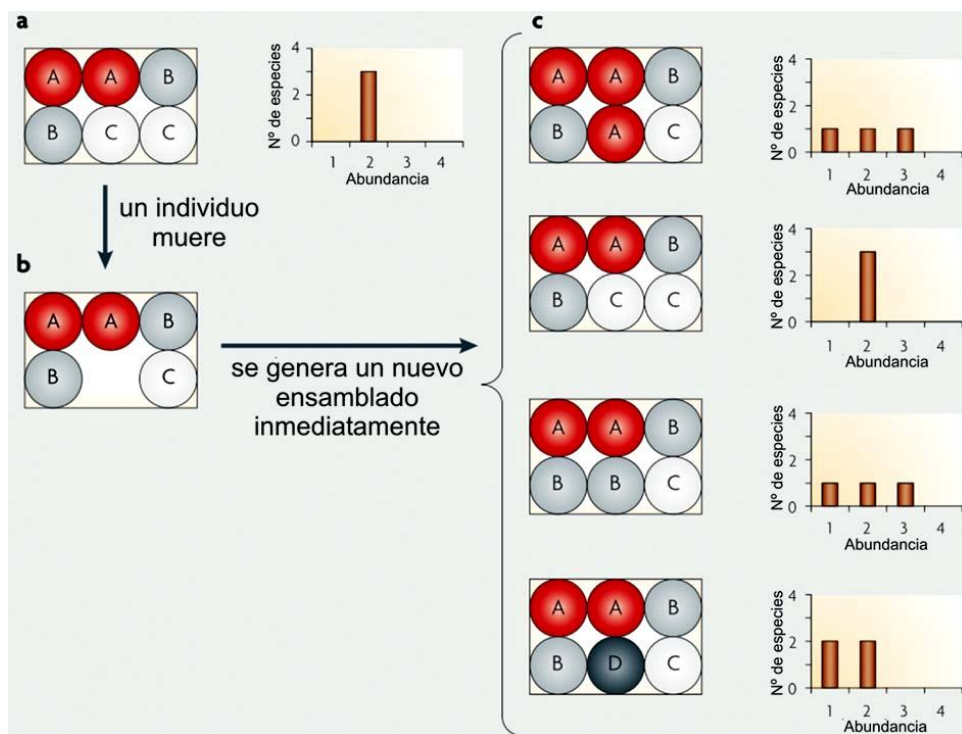 a
A A B
B C C
Nº de especies
4
2
0
1 2 3 4
Abundancia
un individuo
muere
b
A A B
B C
se genera un nuevo
ensamblado
inmediatamente
c
A A B
B A C
Nº de especies
4
2
0
1 2 3 4
Abundancia
A A B
B C C
Nº de especies
4
2
0
1 2 3 4
Abundancia
A A B
B B C
Nº de especies
4
2
0
1 2 3 4
Abundancia
A A B
B D C
Nº de especies
4
2
0
1 2 3 4
Abundancia